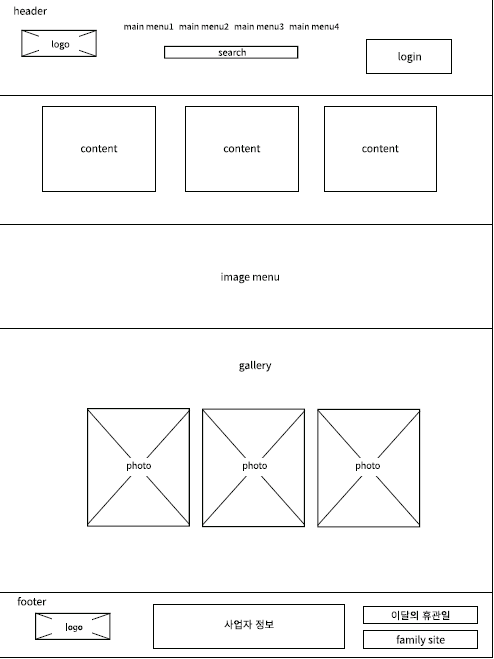 header
main menu1 main menu2 main menu3 main menu4
logo
search
login
content
content
content
image menu
gallery
photo
photo
photo
footer
logo
사업자 정보
이달의 휴관일
family site